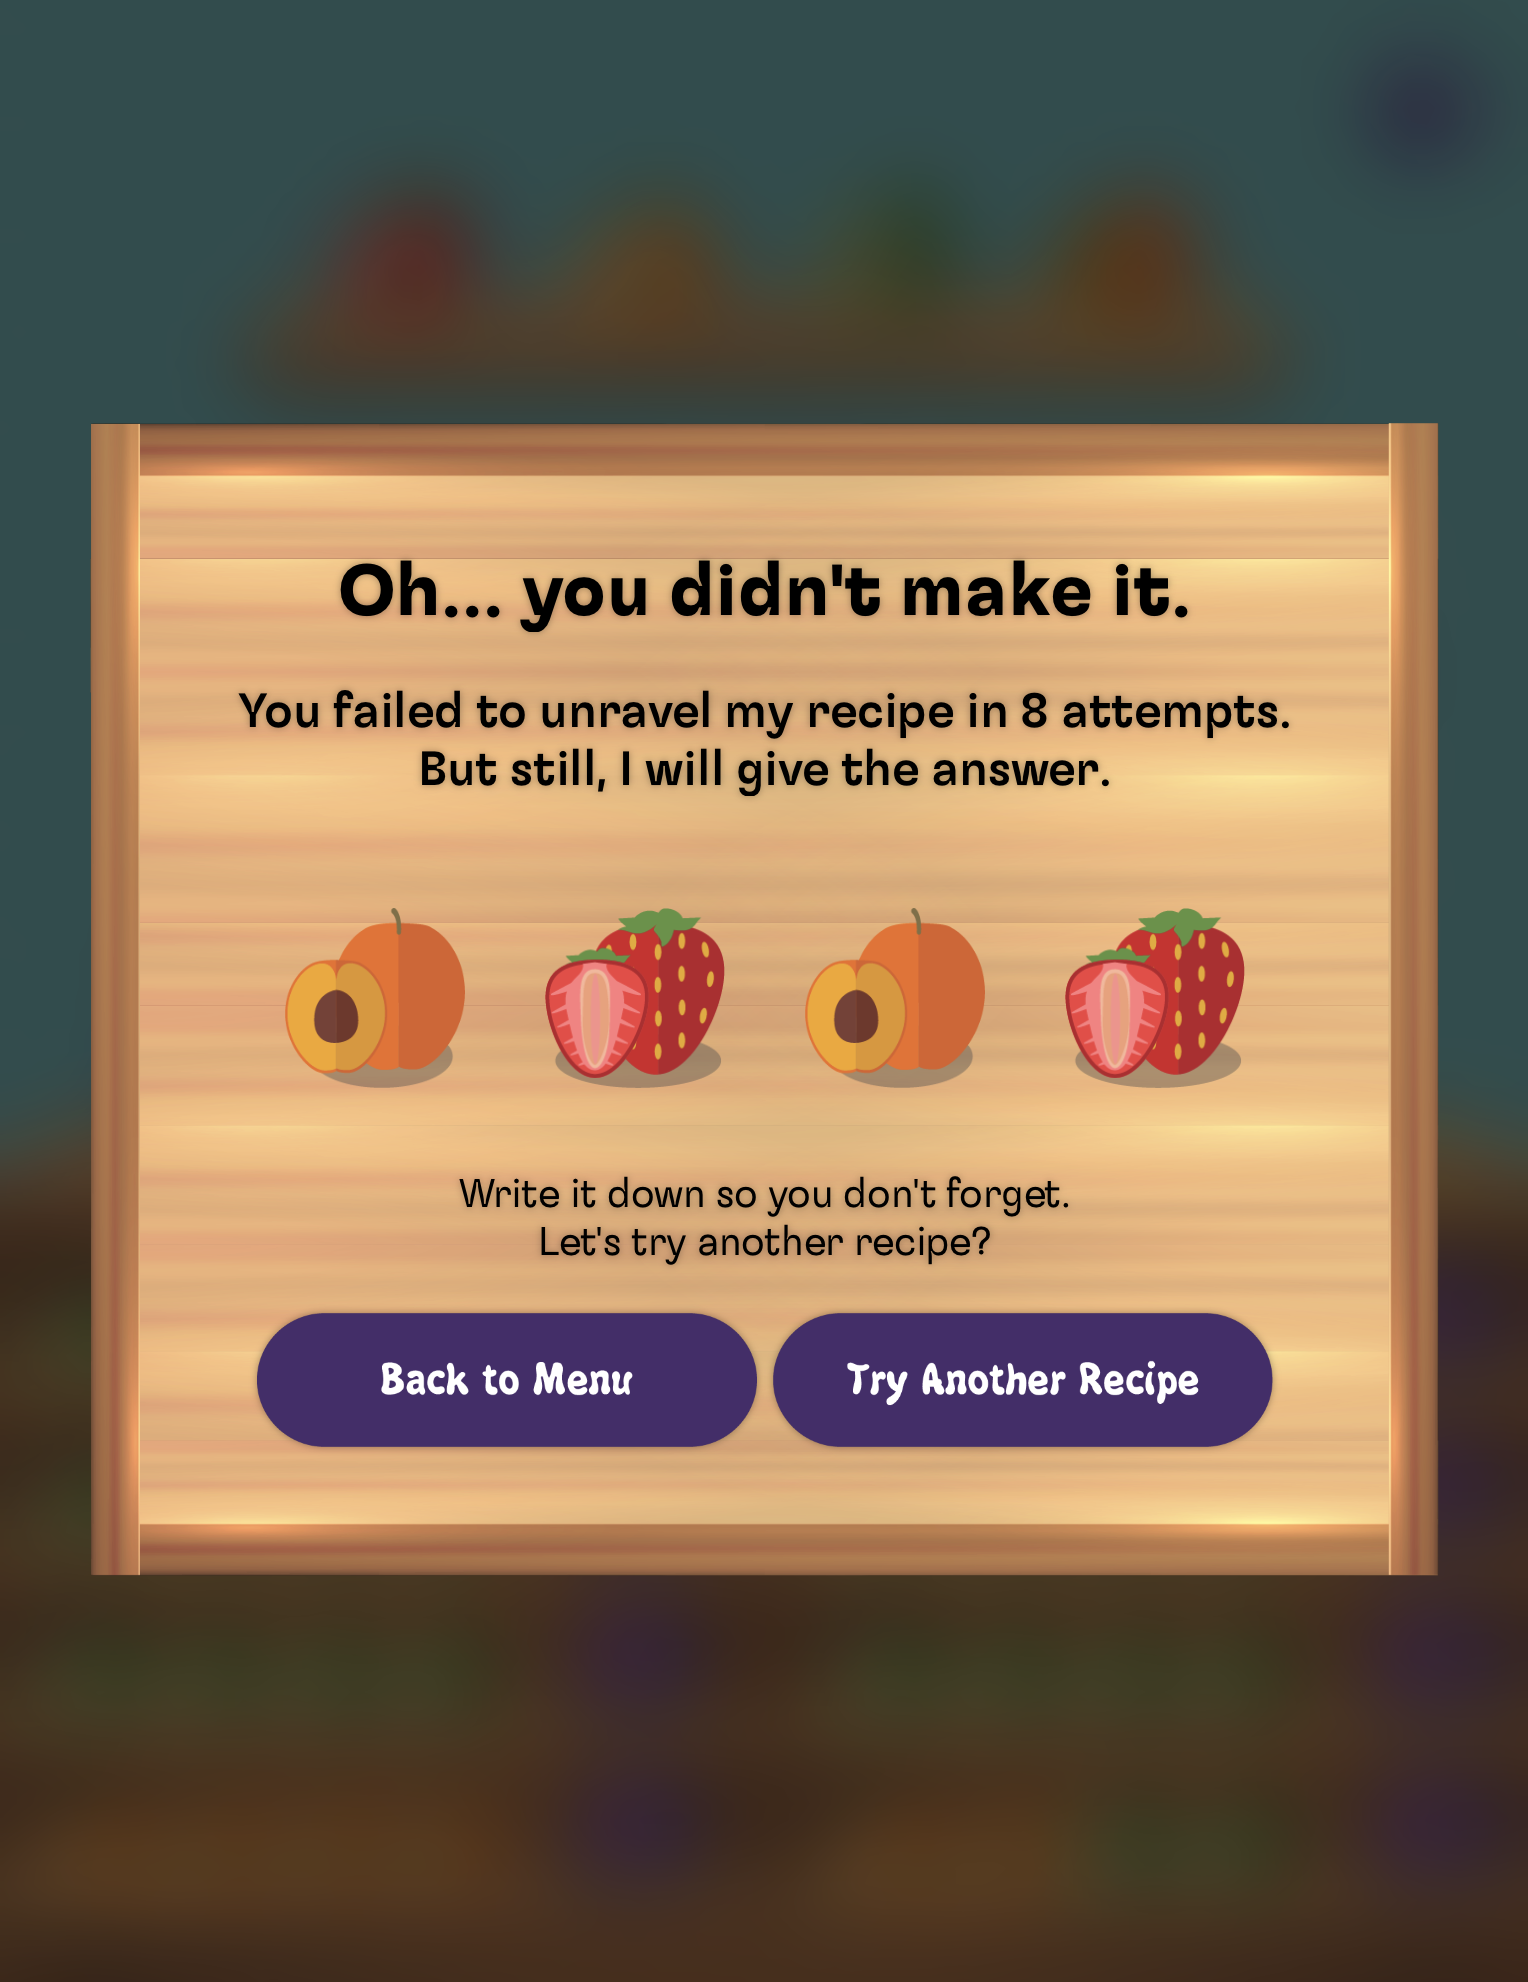 Oh... you didn't make it.
You failed to unravel my recipe in 8 attempts.
But still, I will give the answer.
Write it down so you don't forget.
Let's try another recipe?
Back to Menu
Try Another Recipe